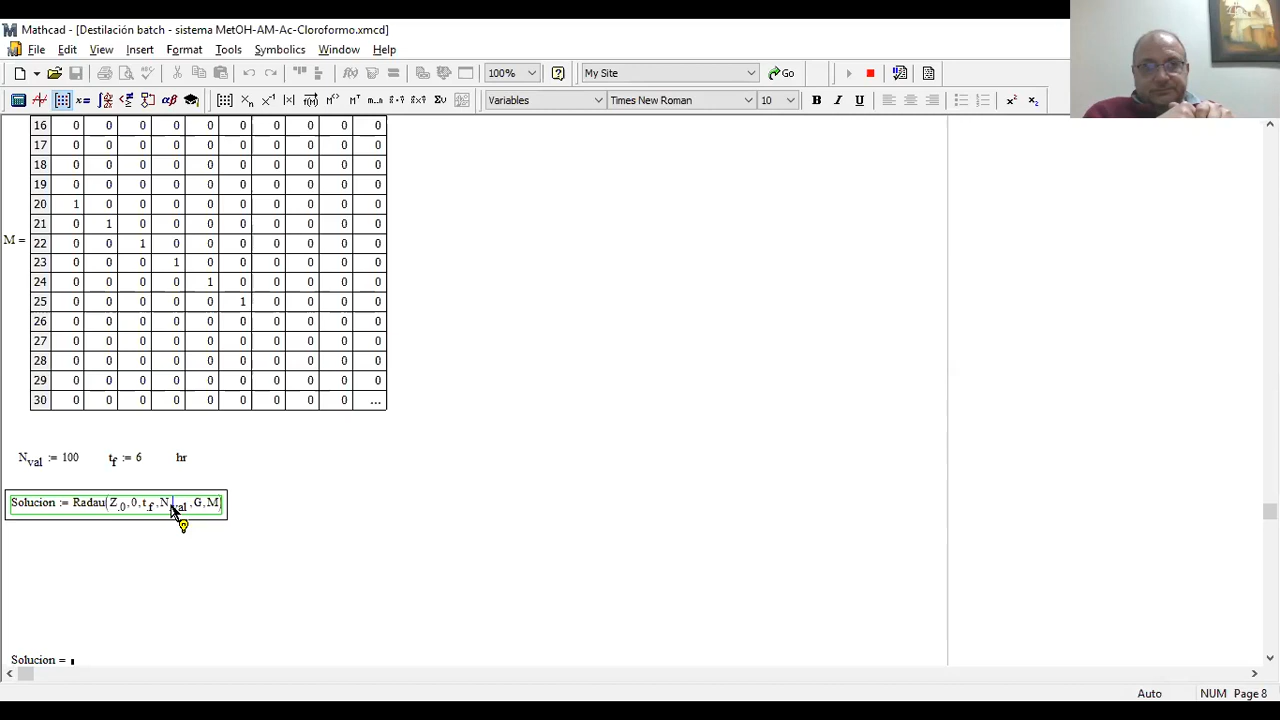 Mathcad - [Destilación batch - sistema MetOH-AM-Ac-Cloroformo.xmcd]
File Edit View Insert Format Tools Symbolics Window Help
100% My Site Go
Variables Times New Roman 10 B I U
16 0 0 0 0 0 0 0 0 0 0
17 0 0 0 0 0 0 0 0 0 0
18 0 0 0 0 0 0 0 0 0 0
19 0 0 0 0 0 0 0 0 0 0
20 1 0 0 0 0 0 0 0 0 0
21 0 1 0 0 0 0 0 0 0 0
M = 22 0 0 1 0 0 0 0 0 0 0
23 0 0 0 1 0 0 0 0 0 0
24 0 0 0 0 1 0 0 0 0 0
25 0 0 0 0 0 1 0 0 0 0
26 0 0 0 0 0 0 0 0 0 0
27 0 0 0 0 0 0 0 0 0 0
28 0 0 0 0 0 0 0 0 0 0
29 0 0 0 0 0 0 0 0 0 0
30 0 0 0 0 0 0 0 0 0 ...
Nval := 100 tf := 6 hr
Solucion := Radau(Z.0,0,t.f,N.val,G,M)
Solucion =
Auto NUM Page 8